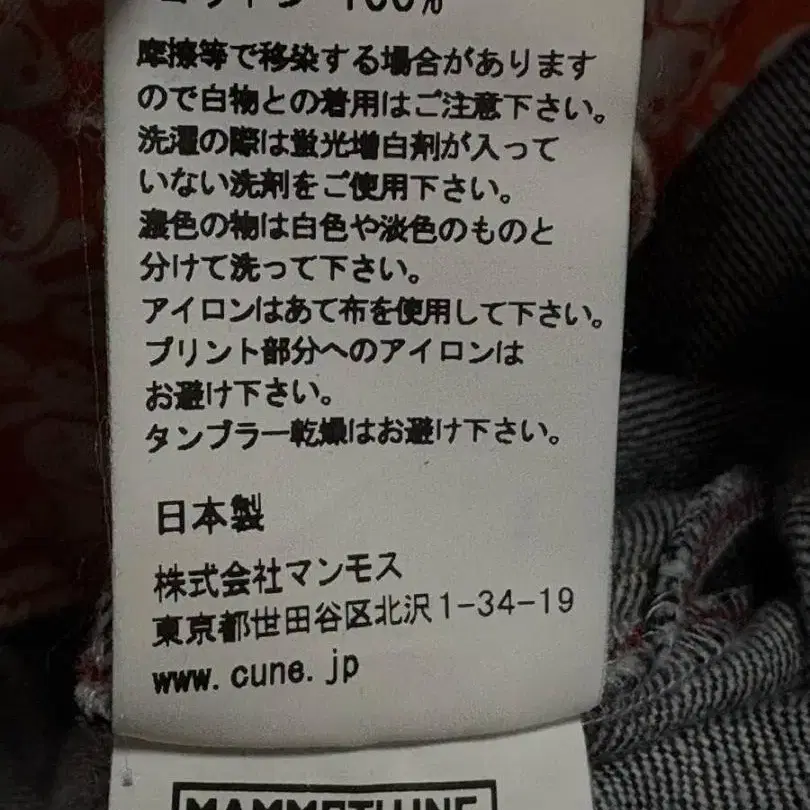 コットン 100%
摩擦等で移染する場合があります
ので白物との着用はご注意下さい。
洗濯の際は蛍光増白剤が入って
いない洗剤をご使用下さい。
濃色の物は白色や淡色のものと
分けて洗って下さい。
アイロンはあて布を使用して下さい。
プリント部分へのアイロンは
お避け下さい。
タンブラー乾燥はお避け下さい。
日本製
株式会社マンモス
東京都世田谷区北沢1-34-19
www.cune.jp